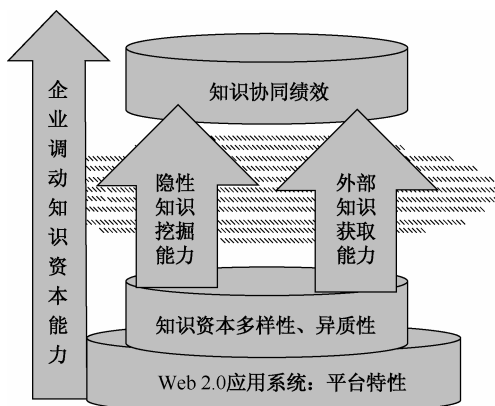 企业调动知识资本能力
知识协同绩效
隐性
知识
挖掘
能力
外部
知识
获取
能力
知识资本多样性、异质性
Web 2.0应用系统：平台特性